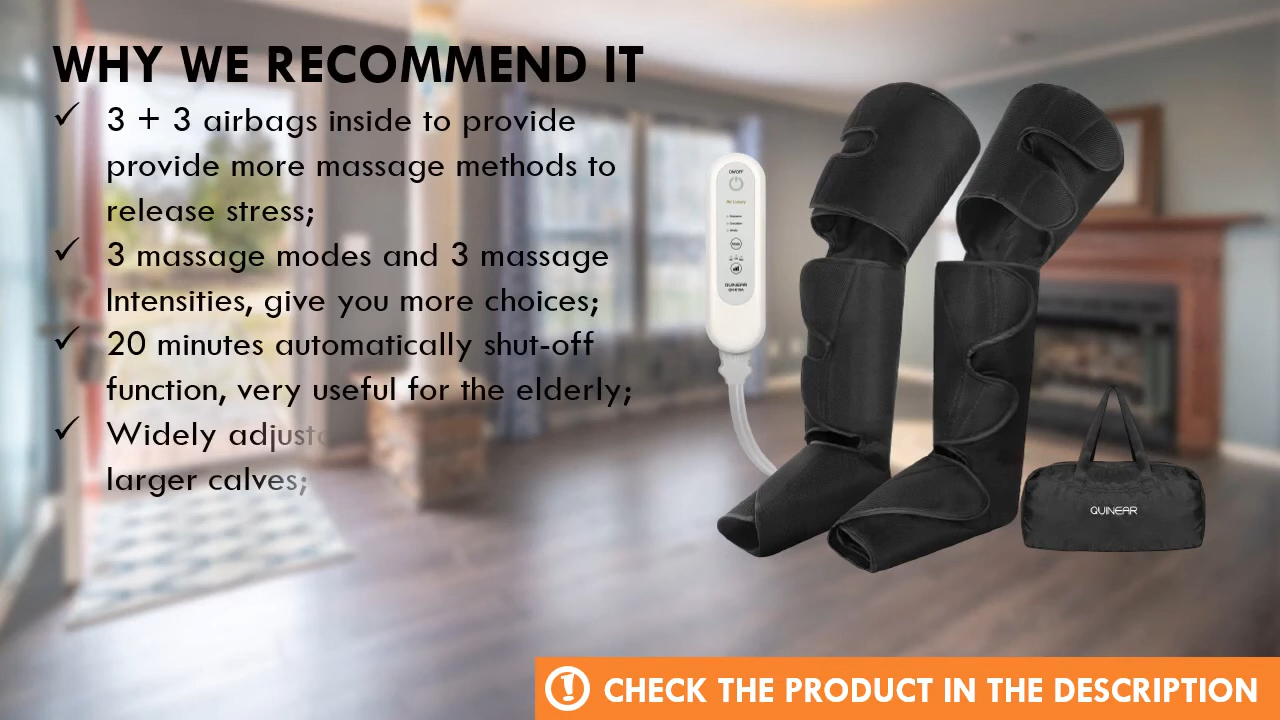 WHY WE RECOMMEND IT
✓ 3 + 3 airbags inside to provide
provide more massage methods to
release stress;
✓ 3 massage modes and 3 massage
Intensities, give you more choices;
✓ 20 minutes automatically shut-off
function, very useful for the elderly;
✓ Widely
larger calves;
ON/OFF
QUINEAR
QUINEAR
CHECK THE PRODUCT IN THE DESCRIPTION